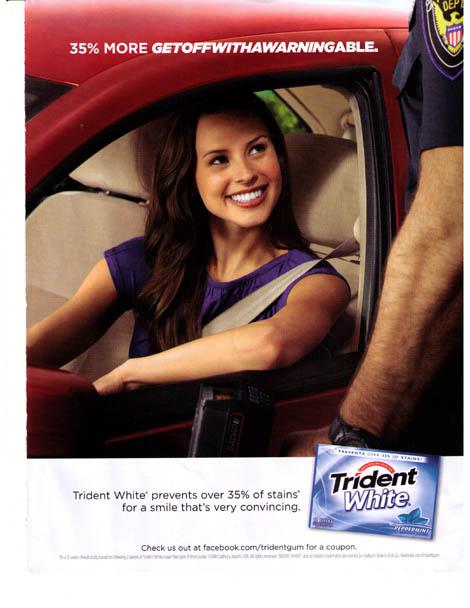 DEPT
35% MORE GETOFFWITHAWARNINGABLE.
PREVENTS OVER 35% OF STAINS*
Trident
White®
PEPPERMINT
Trident White® prevents over 35% of stains*
for a smile that's very convincing.
Check us out at facebook.com/tridentgum for a coupon.